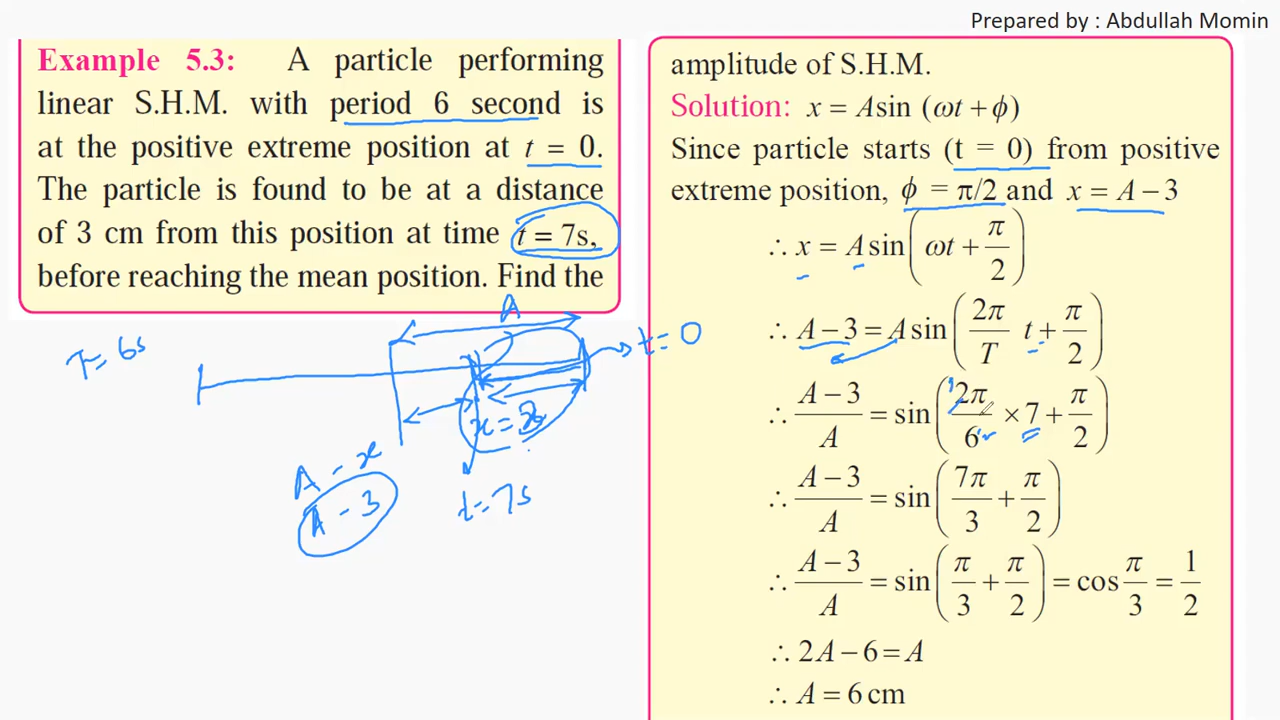 Prepared by : Abdullah Momin
Example 5.3: A particle performing
linear S.H.M. with period 6 second is
at the positive extreme position at t = 0.
The particle is found to be at a distance
of 3 cm from this position at time t = 7s,
before reaching the mean position. Find the
amplitude of S.H.M.
Solution: x = A sin (ωt + ϕ)
Since particle starts (t = 0) from positive
extreme position, ϕ = π/2 and x = A − 3
∴ x = A sin(ωt + π/2)
∴ A − 3 = A sin(2π/T t + π/2)
∴ A − 3/A = sin(2π/6 × 7 + π/2)
∴ A − 3/A = sin(7π/3 + π/2)
∴ A − 3/A = sin(π/3 + π/2) = cos π/3 = 1/2
∴ 2A − 6 = A
∴ A = 6 cm
A
T = 6s
t = 0
A − x
A − 3
t = 7s